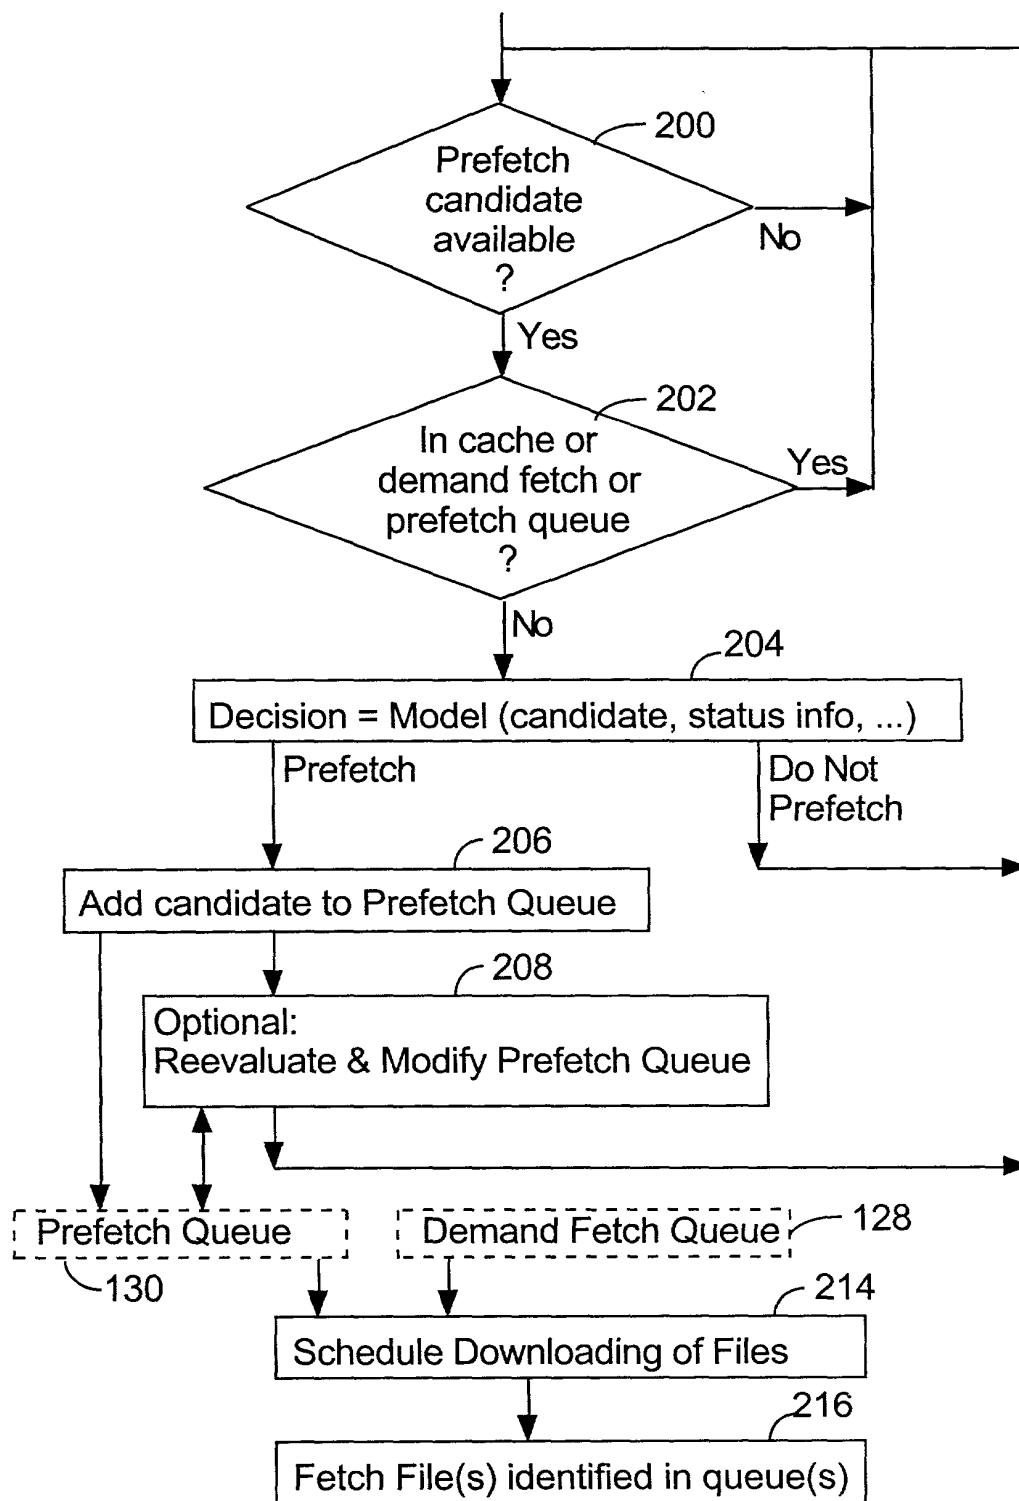 200
Prefetch
candidate
available
?
No
Yes
202
In cache or
demand fetch or
prefetch queue
?
Yes
No
204
Decision = Model (candidate, status info, ...)
Prefetch
Do Not
Prefetch
206
Add candidate to Prefetch Queue
208
Optional:
Reevaluate & Modify Prefetch Queue
Prefetch Queue
Demand Fetch Queue
128
130
214
Schedule Downloading of Files
216
Fetch File(s) identified in queue(s)